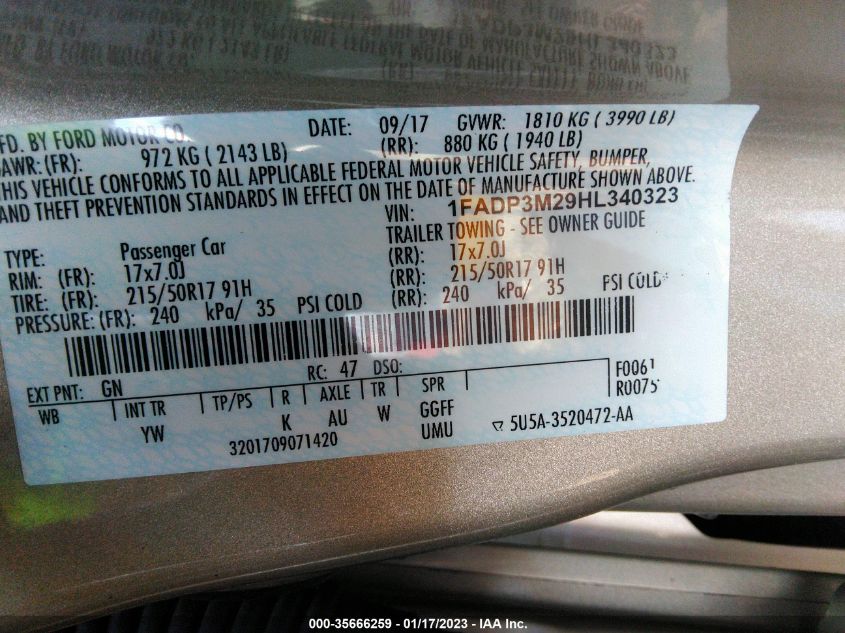 FD. BY FORD MOTOR CO.
DATE: 09/17 GVWR: 1810 KG ( 3990 LB)
GAWR: (FR): 972 KG ( 2143 LB) (RR): 880 KG ( 1940 LB)
THIS VEHICLE CONFORMS TO ALL APPLICABLE FEDERAL MOTOR VEHICLE SAFETY, BUMPER,
AND THEFT PREVENTION STANDARDS IN EFFECT ON THE DATE OF MANUFACTURE SHOWN ABOVE.
VIN: 1FADP3M29HL340323
TYPE: Passenger Car TRAILER TOWING - SEE OWNER GUIDE
RIM: (FR): 17x7.0J (RR): 17x7.0J
TIRE: (FR): 215/50R17 91H (RR): 215/50R17 91H
PRESSURE: (FR): 240 kPa/ 35 PSI COLD (RR): 240 kPa/ 35 PSI COLD
EXT PNT: GN RC: 47 DSO: F0061
R0075
WB INT TR TP/PS R AXLE TR SPR
YW K AU W GGFF
3201709071420 UMU 5U5A-3520472-AA
000-35666259 - 01/17/2023 - IAA Inc.